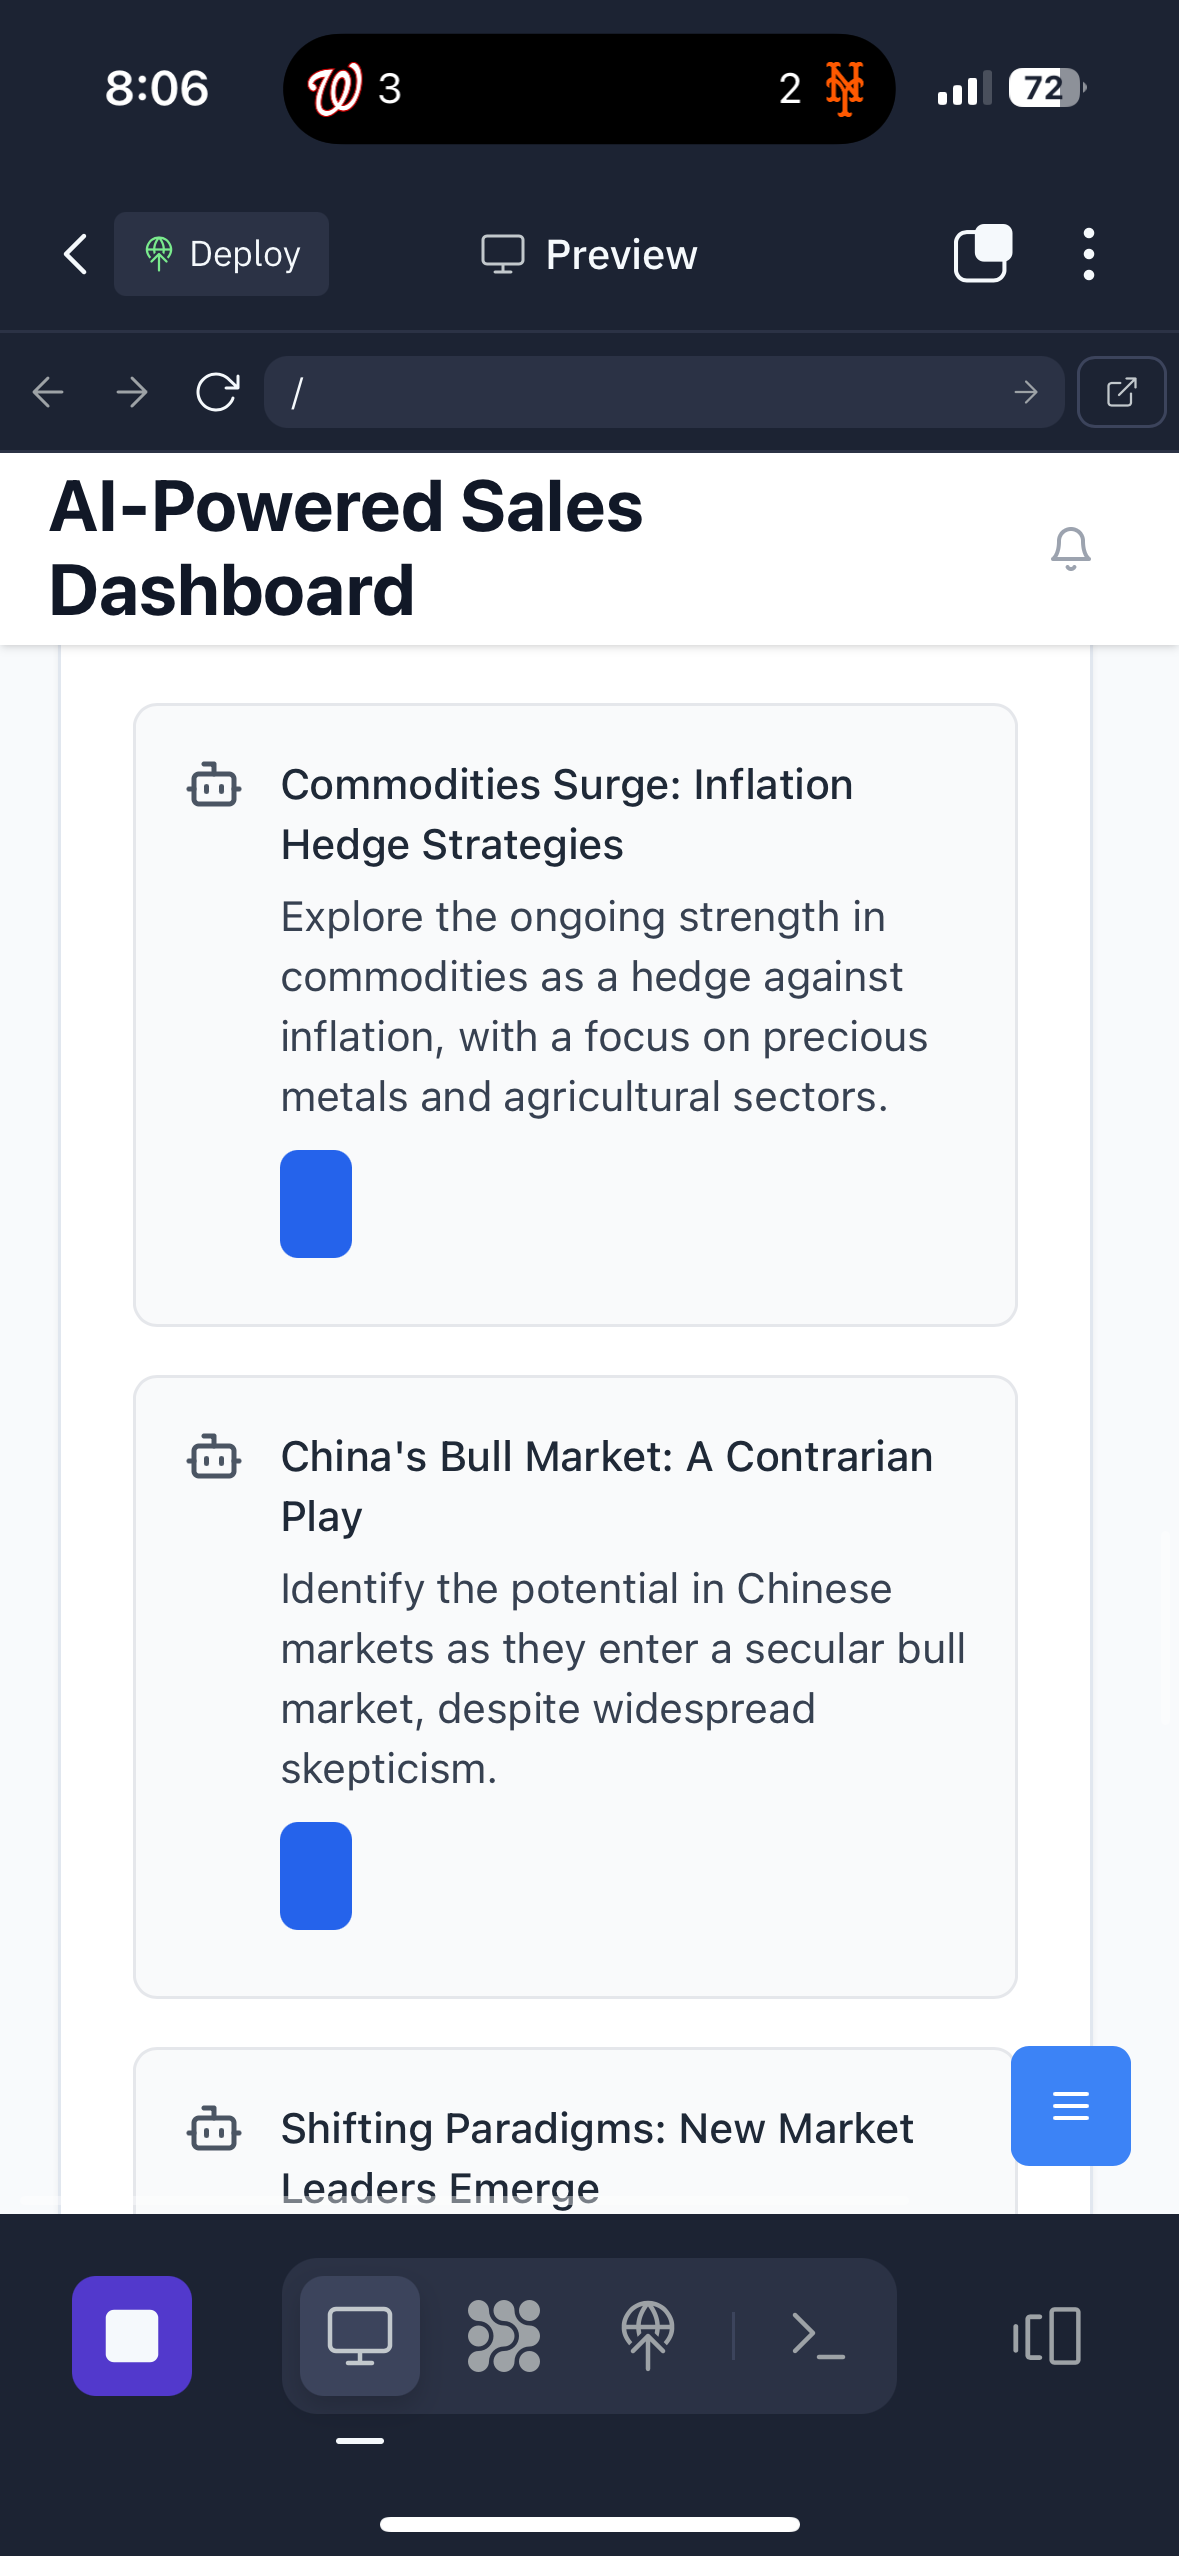 8:06
W 3
2 NY
72
Deploy
Preview
/
AI-Powered Sales
Dashboard
Commodities Surge: Inflation
Hedge Strategies
Explore the ongoing strength in
commodities as a hedge against
inflation, with a focus on precious
metals and agricultural sectors.
China's Bull Market: A Contrarian
Play
Identify the potential in Chinese
markets as they enter a secular bull
market, despite widespread
skepticism.
Shifting Paradigms: New Market
Leaders Emerge